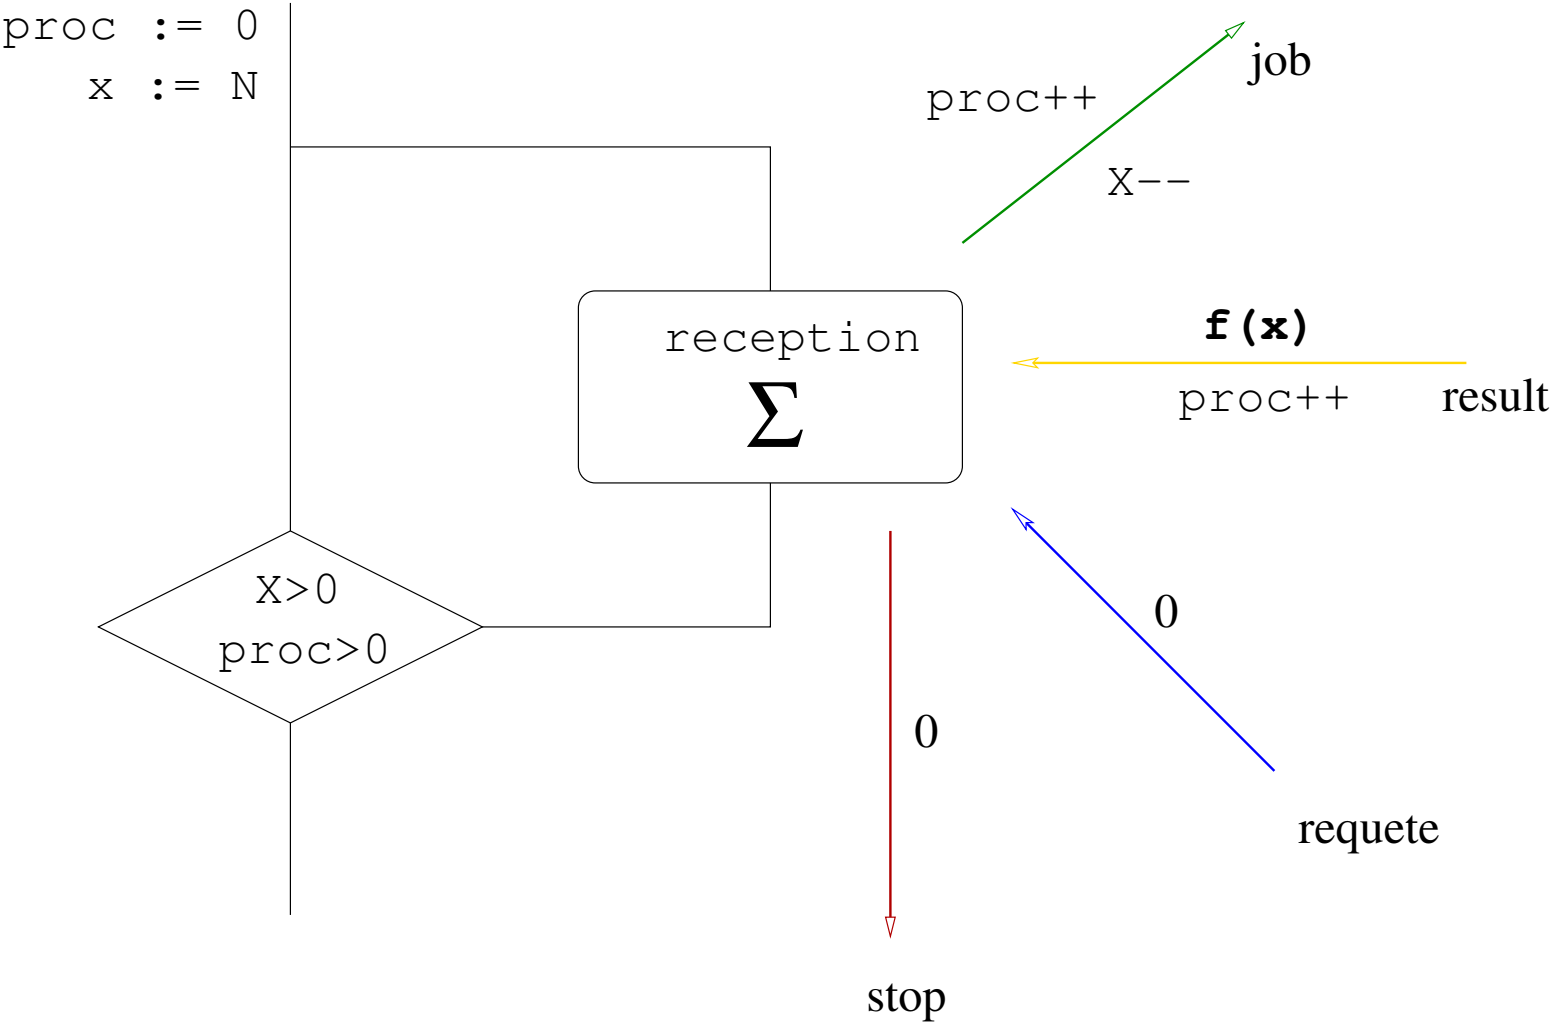 proc := 0
x := N
job
proc++
X--
reception
Σ
f(x)
proc++
result
X>0
proc>0
0
requete
0
stop